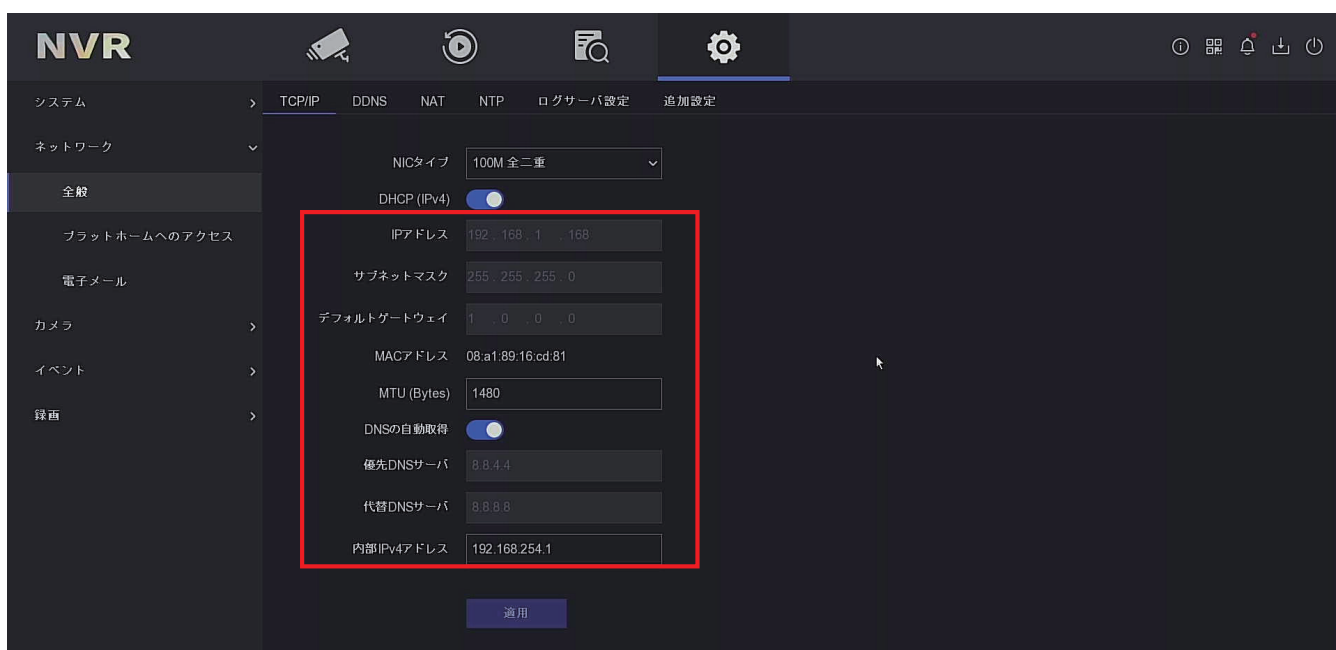 NVR
システム
ネットワーク
全般
プラットホームへのアクセス
電子メール
カメラ
イベント
録画
TCP/IP DDNS NAT NTP ログサーバ設定 追加設定
NICタイプ 100M 全二重
DHCP (IPv4)
IPアドレス 192 . 168 . 1 . 168
サブネットマスク 255 . 255 . 255 . 0
デフォルトゲートウェイ 1 . 0 . 0 . 0
MACアドレス 08:a1:89:16:cd:81
MTU (Bytes) 1480
DNSの自動取得
優先DNSサーバ 8.8.4.4
代替DNSサーバ 8.8.8.8
内部IPv4アドレス 192.168.254.1
適用